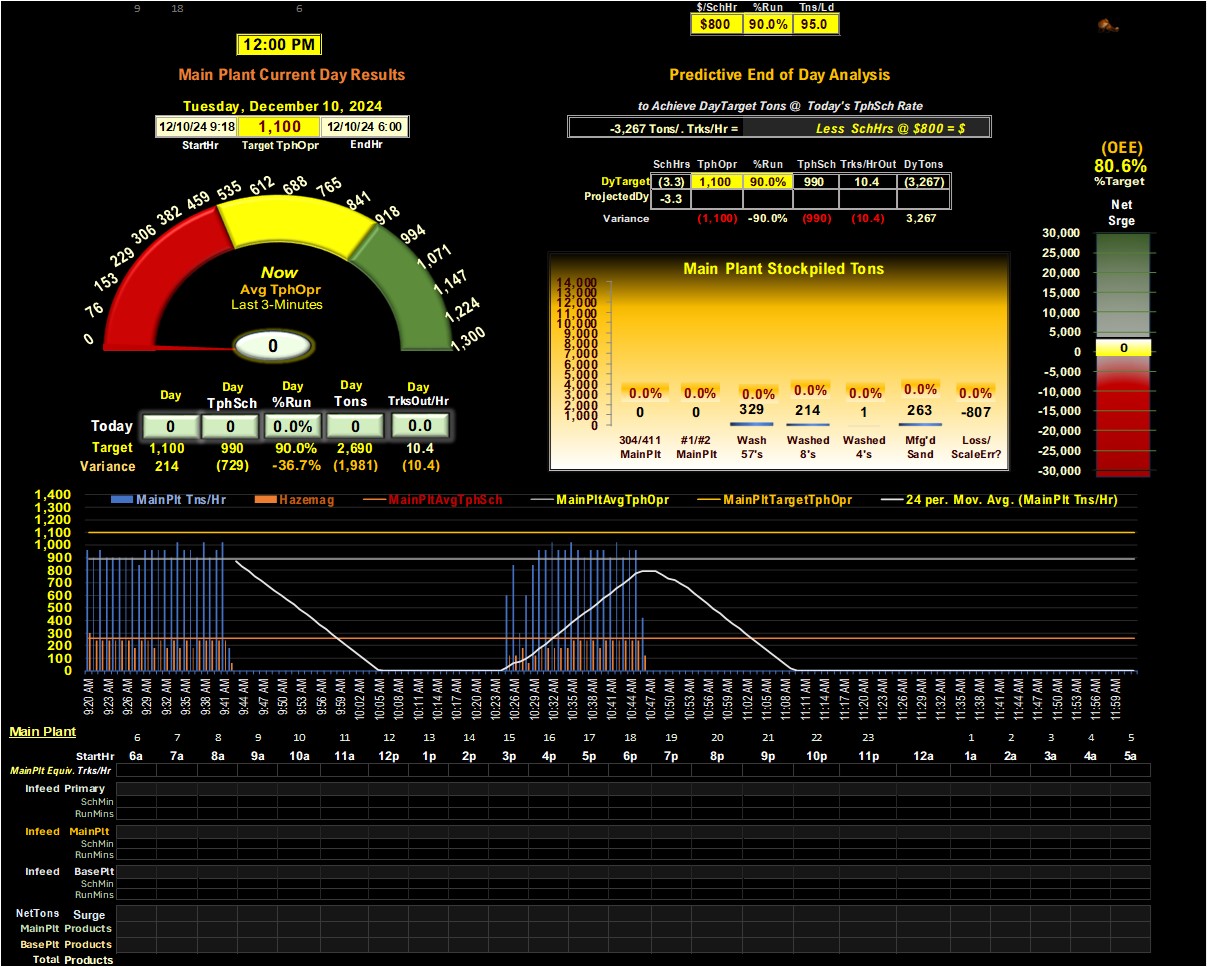 9 18 6
$/SchHr %Run Tns/Ld
$800 90.0% 95.0
12:00 PM
Main Plant Current Day Results
Predictive End of Day Analysis
Tuesday, December 10, 2024
to Achieve DayTarget Tons @ Today's TphSch Rate
12/10/24 9:18 1,100 12/10/24 6:00
-3,267 Tons/. Trks/Hr = Less SchHrs @ $800 = $
StartHr Target TphOpr EndHr
(OEE)
80.6%
%Target
SchHrs TphOpr %Run TphSch Trks/HrOut DyTons
DyTarget (3.3) 1,100 90.0% 990 10.4 (3,267)
ProjectedDy -3.3
Variance (1,100) -90.0% (990) (10.4) 3,267
Net
Srge
30,000
25,000
20,000
15,000
10,000
5,000
0
-5,000
-10,000
-15,000
-20,000
-25,000
-30,000
0
0 76 153 229 306 382 459 535 612 688 765 841 918 994 1,071 1,147 1,224 1,300
Now
Avg TphOpr
Last 3-Minutes
0
Main Plant Stockpiled Tons
14,000
13,000
12,000
11,000
10,000
9,000
8,000
7,000
6,000
5,000
4,000
3,000
2,000
1,000
0
0.0% 0.0% 0.0% 0.0% 0.0% 0.0% 0.0%
0 0 329 214 1 263 -807
304/411 #1/#2 Wash Washed Washed Mfg'd Loss/
MainPlt MainPlt 57's 8's 4's Sand ScaleErr?
Day Day Day Day Day
TphSch %Run Tons TrksOut/Hr
Today 0 0 0.0% 0 0.0
Target 1,100 990 90.0% 2,690 10.4
Variance 214 (729) -36.7% (1,981) (10.4)
MainPlt Tns/Hr Hazemag MainPltAvgTphSch MainPltAvgTphOpr MainPltTargetTphOpr 24 per. Mov. Avg. (MainPlt Tns/Hr)
1,400
1,300
1,200
1,100
1,000
900
800
700
600
500
400
300
200
100
0
9:20 AM 9:23 AM 9:26 AM 9:29 AM 9:32 AM 9:35 AM 9:38 AM 9:41 AM 9:44 AM 9:47 AM 9:50 AM 9:53 AM 9:56 AM 9:59 AM 10:02 AM 10:05 AM 10:08 AM 10:11 AM 10:14 AM 10:17 AM 10:20 AM 10:23 AM 10:26 AM 10:29 AM 10:32 AM 10:35 AM 10:38 AM 10:41 AM 10:44 AM 10:47 AM 10:50 AM 10:53 AM 10:56 AM 10:59 AM 11:02 AM 11:05 AM 11:08 AM 11:11 AM 11:14 AM 11:17 AM 11:20 AM 11:23 AM 11:26 AM 11:29 AM 11:32 AM 11:35 AM 11:38 AM 11:41 AM 11:44 AM 11:47 AM 11:50 AM 11:53 AM 11:56 AM 11:59 AM
Main Plant
6 7 8 9 10 11 12 13 14 15 16 17 18 19 20 21 22 23 1 2 3 4 5
StartHr 6a 7a 8a 9a 10a 11a 12p 1p 2p 3p 4p 5p 6p 7p 8p 9p 10p 11p 12a 1a 2a 3a 4a 5a
MainPlt Equiv. Trks/Hr
Infeed Primary
SchMin
RunMins
Infeed MainPlt
SchMin
RunMins
Infeed BasePlt
SchMin
RunMins
NetTons Surge
MainPlt Products
BasePlt Products
Total Products